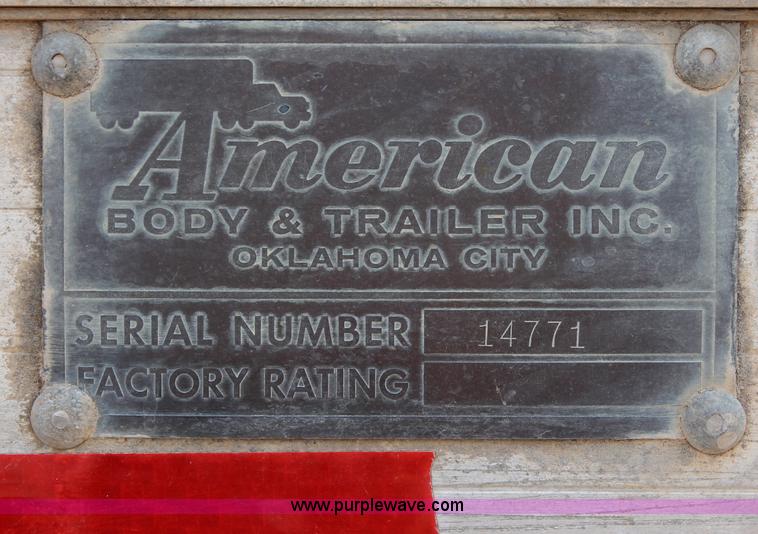 American
BODY & TRAILER INC.
OKLAHOMA CITY
SERIAL NUMBER 14771
FACTORY RATING
www.purplewave.com